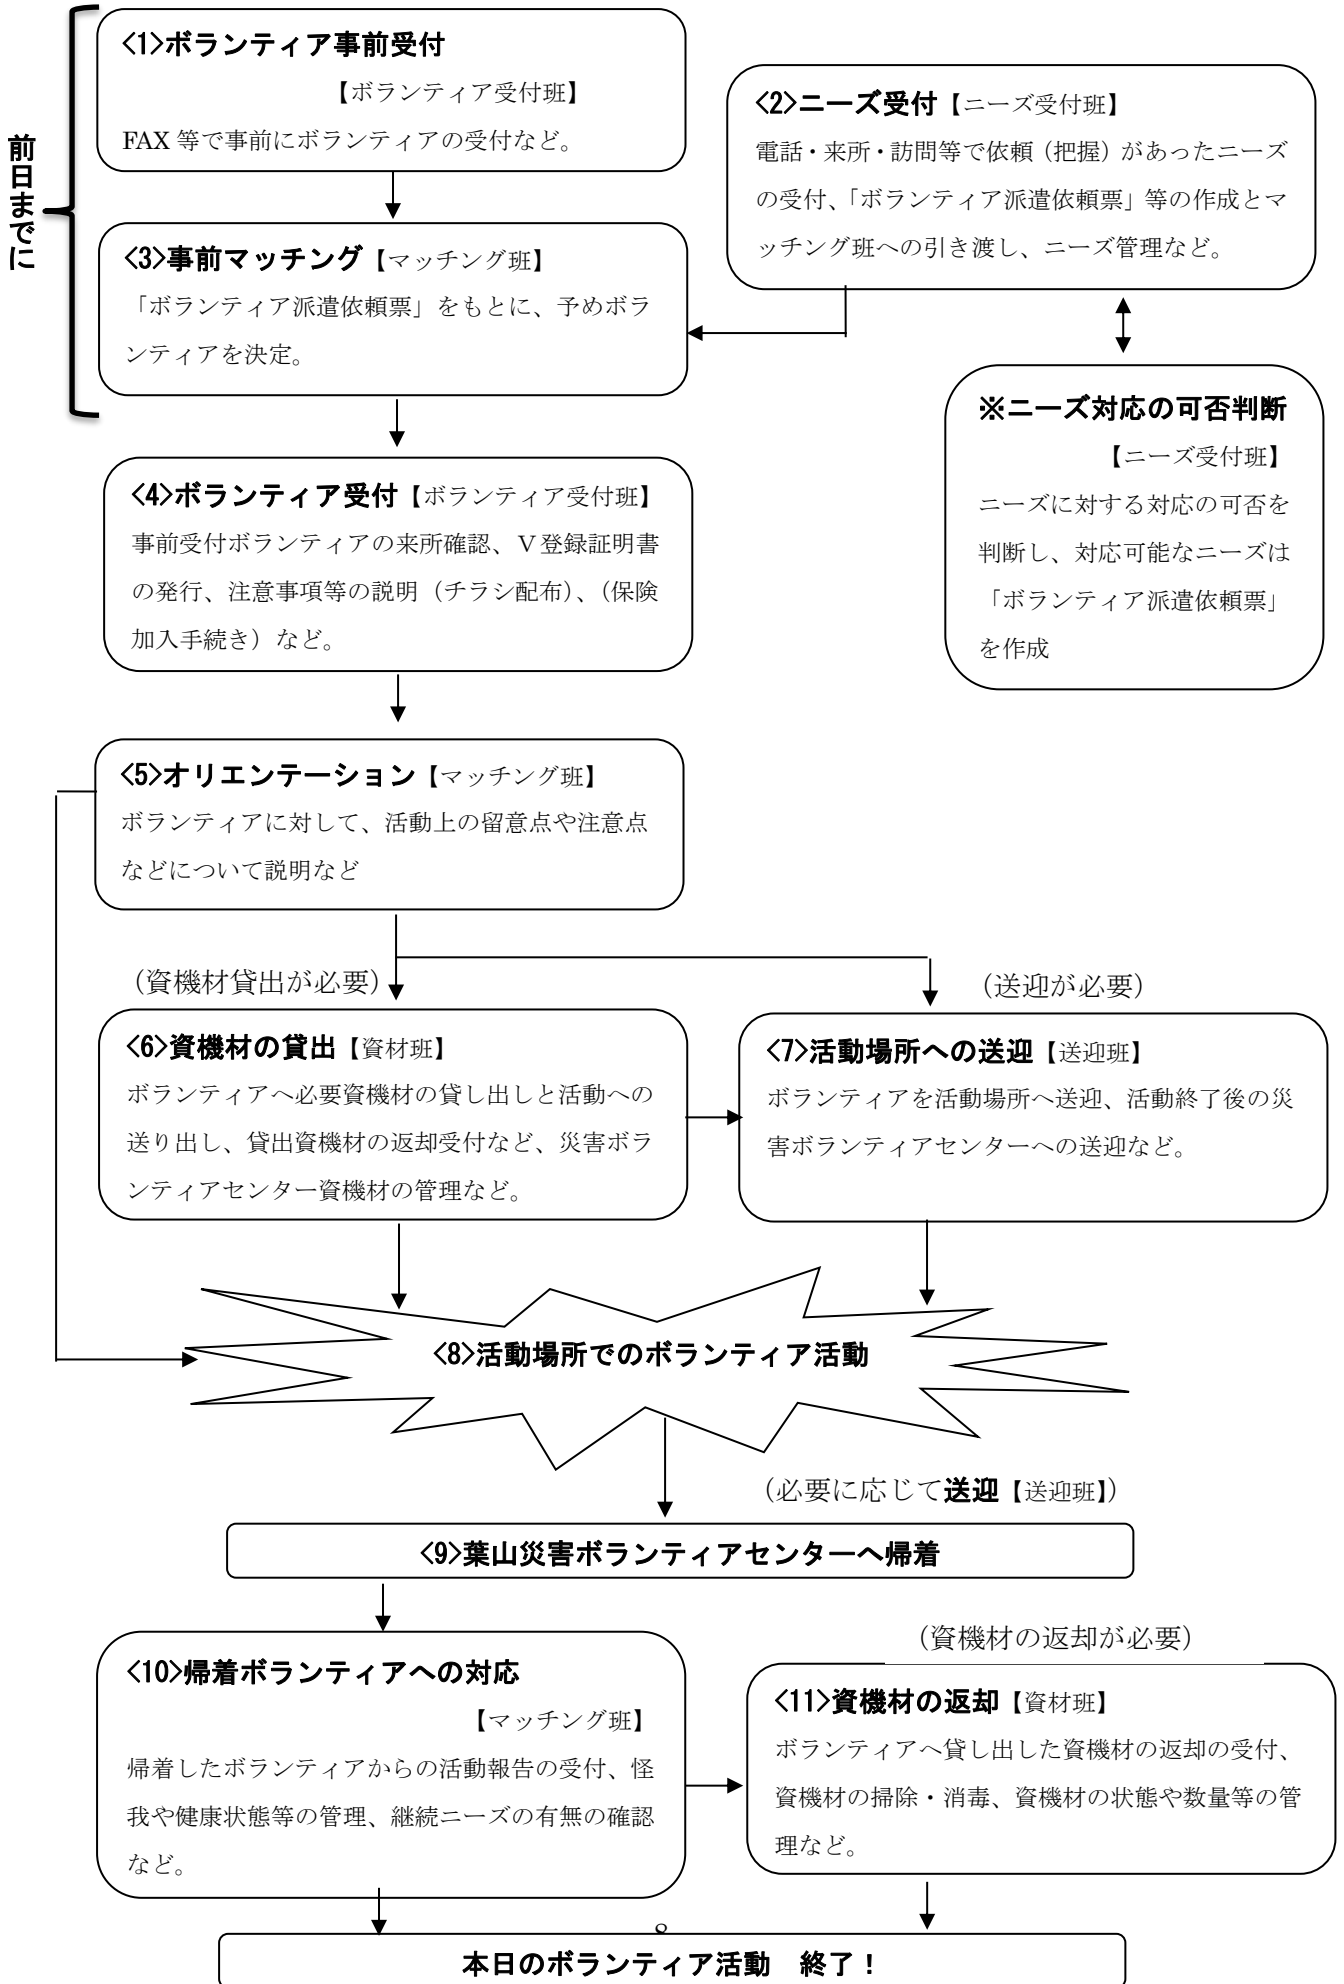 前日までに
<1>ボランティア事前受付
【ボランティア受付班】
FAX 等で事前にボランティアの受付など。
<2>ニーズ受付【ニーズ受付班】
電話・来所・訪問等で依頼（把握）があったニーズ
の受付、「ボランティア派遣依頼票」等の作成とマ
ッチング班への引き渡し、ニーズ管理など。
<3>事前マッチング【マッチング班】
「ボランティア派遣依頼票」をもとに、予めボラ
ンティアを決定。
※ニーズ対応の可否判断
【ニーズ受付班】
ニーズに対する対応の可否を
判断し、対応可能なニーズは
「ボランティア派遣依頼票」
を作成
<4>ボランティア受付【ボランティア受付班】
事前受付ボランティアの来所確認、Ｖ登録証明書
の発行、注意事項等の説明（チラシ配布）、（保険
加入手続き）など。
<5>オリエンテーション【マッチング班】
ボランティアに対して、活動上の留意点や注意点
などについて説明など
（資機材貸出が必要）
（送迎が必要）
<6>資機材の貸出【資材班】
ボランティアへ必要資機材の貸し出しと活動への
送り出し、貸出資機材の返却受付など、災害ボラ
ンティアセンター資機材の管理など。
<7>活動場所への送迎【送迎班】
ボランティアを活動場所へ送迎、活動終了後の災
害ボランティアセンターへの送迎など。
<8>活動場所でのボランティア活動
（必要に応じて送迎【送迎班】）
<9>葉山災害ボランティアセンターへ帰着
<10>帰着ボランティアへの対応
【マッチング班】
帰着したボランティアからの活動報告の受付、怪
我や健康状態等の管理、継続ニーズの有無の確認
など。
（資機材の返却が必要）
<11>資機材の返却【資材班】
ボランティアへ貸し出した資機材の返却の受付、
資機材の掃除・消毒、資機材の状態や数量等の管
理など。
本日のボランティア活動　終了！